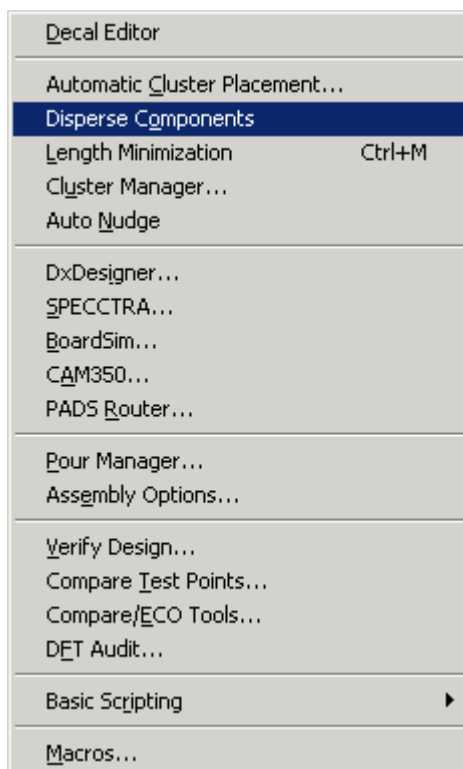 Decal Editor
Automatic Cluster Placement...
Disperse Components
Length Minimization Ctrl+M
Cluster Manager...
Auto Nudge
DxDesigner...
SPECCTRA...
BoardSim...
CAM350...
PADS Router...
Pour Manager...
Assembly Options...
Verify Design...
Compare Test Points...
Compare/ECO Tools...
DFT Audit...
Basic Scripting
Macros...